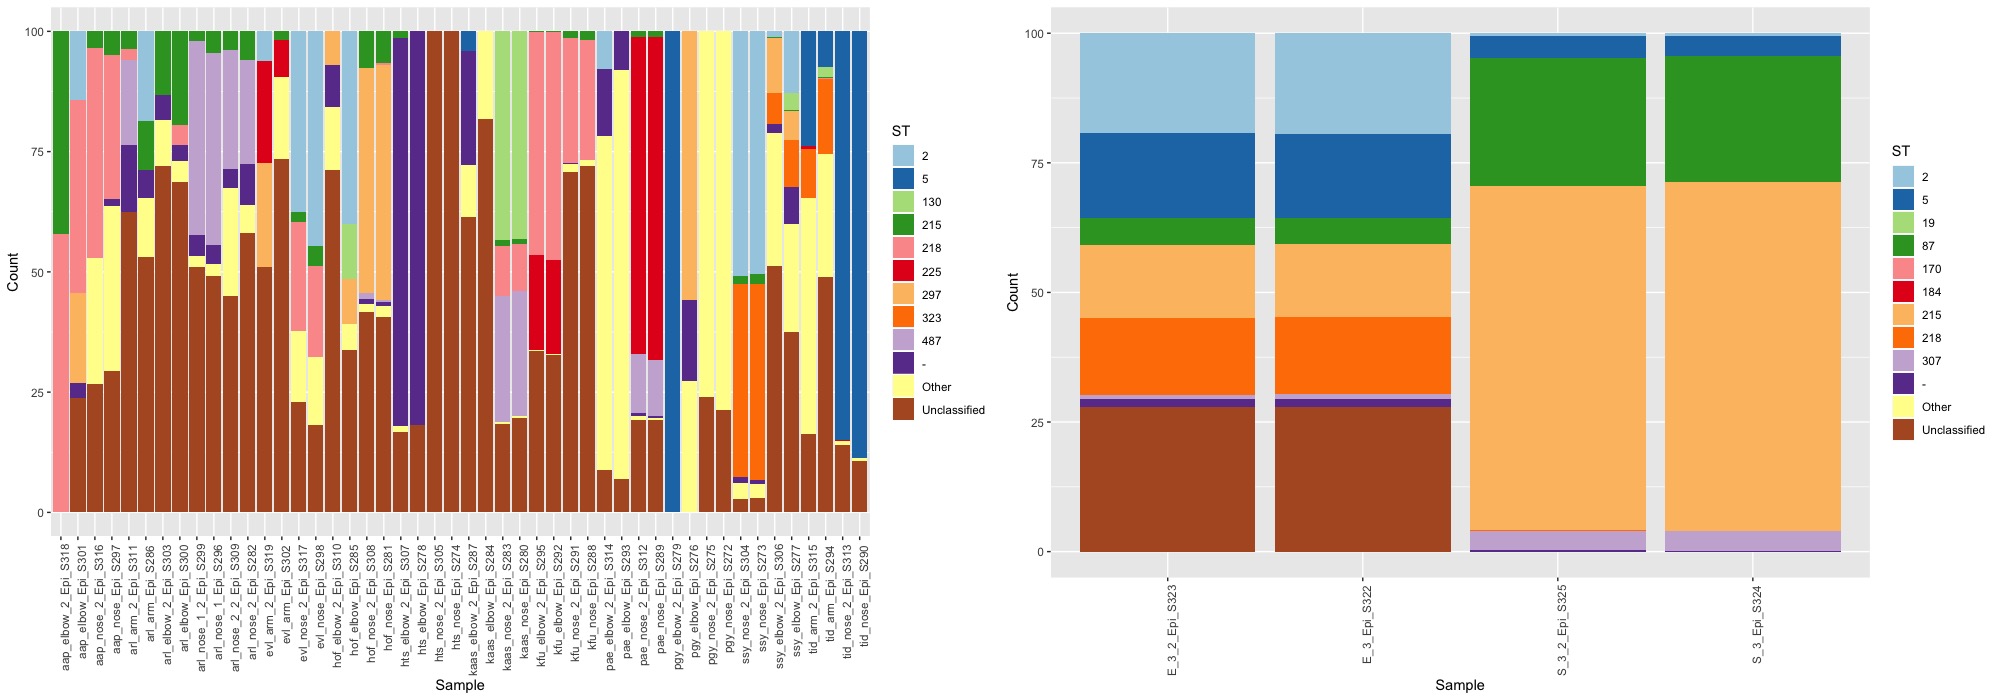 Count
100
75
50
25
0
aap_elbow_2_Epi_S318
aap_elbow_Epi_S301
aap_nose_2_Epi_S316
aap_nose_Epi_S297
arl_arm_2_Epi_S311
arl_arm_Epi_S286
arl_elbow_2_Epi_S303
arl_elbow_Epi_S300
arl_nose_1_2_Epi_S299
arl_nose_1_Epi_S296
arl_nose_2_2_Epi_S309
arl_nose_2_Epi_S282
evl_arm_2_Epi_S319
evl_arm_Epi_S302
evl_nose_2_Epi_S317
evl_nose_Epi_S298
hof_elbow_2_Epi_S310
hof_elbow_Epi_S285
hof_nose_2_Epi_S308
hof_nose_Epi_S281
hts_elbow_2_Epi_S307
hts_elbow_Epi_S278
hts_nose_2_Epi_S305
hts_nose_Epi_S274
kaas_elbow_2_Epi_S287
kaas_elbow_Epi_S284
kaas_nose_2_Epi_S283
kaas_nose_Epi_S280
kfu_elbow_2_Epi_S295
kfu_elbow_Epi_S292
kfu_nose_2_Epi_S291
kfu_nose_Epi_S288
pae_elbow_2_Epi_S314
pae_elbow_Epi_S293
pae_nose_2_Epi_S312
pae_nose_Epi_S289
pgy_elbow_2_Epi_S279
pgy_elbow_Epi_S276
pgy_nose_2_Epi_S275
pgy_nose_Epi_S272
ssy_nose_2_Epi_S304
ssy_nose_Epi_S273
ssy_elbow_2_Epi_S306
ssy_elbow_Epi_S277
tid_arm_2_Epi_S315
tid_arm_Epi_S294
tid_nose_2_Epi_S313
tid_nose_Epi_S290
Sample
ST
2
5
130
215
218
225
297
323
487
-
Other
Unclassified
Count
100
75
50
25
0
E_3_2_Epi_S323
E_3_Epi_S322
S_3_2_Epi_S325
S_3_Epi_S324
Sample
ST
2
5
19
87
170
184
215
218
307
-
Other
Unclassified